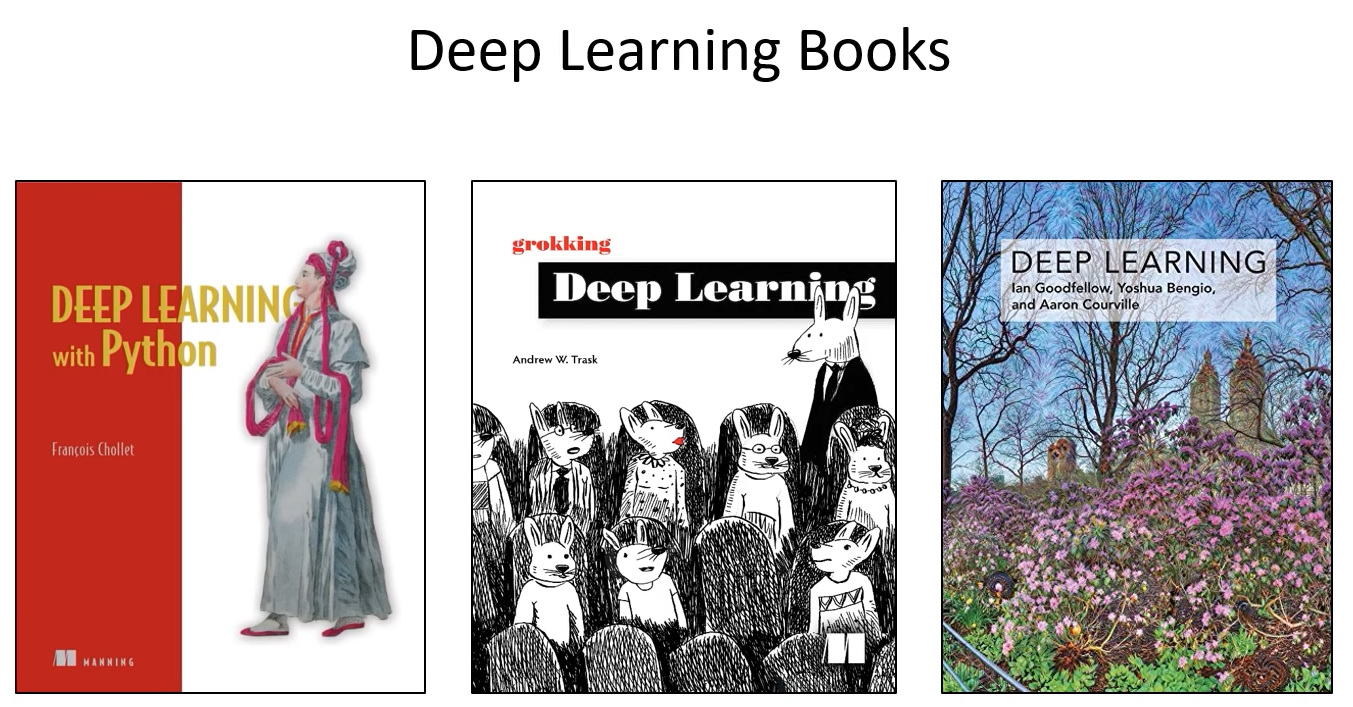 Deep Learning Books
DEEP LEARNING
with Python
François Chollet
MANNING
grokking
Deep Learning
Andrew W. Trask
DEEP LEARNING
Ian Goodfellow, Yoshua Bengio,
and Aaron Courville